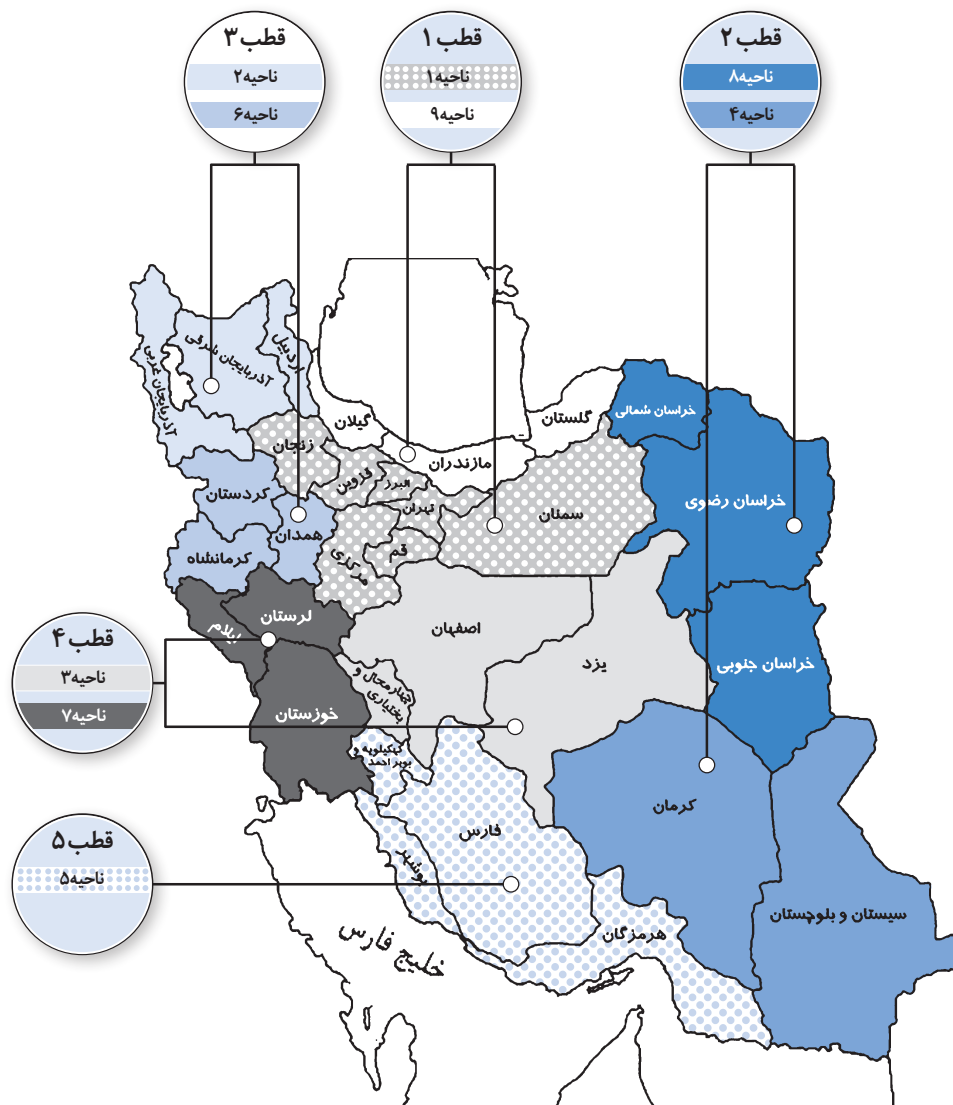 قطب ۳
ناحیه۲
ناحیه۶
قطب ۱
ناحیه۱
ناحیه۹
قطب ۲
ناحیه۸
ناحیه۴
آذربایجان شرقی
اردبیل
آذربایجان غربی
گیلان
گلستان
خراسان شمالی
زنجان
مازندران
قزوین
البرز
تهران
سمنان
خراسان رضوی
کردستان
همدان
کرمانشاه
مرکزی
قم
لرستان
ایلام
اصفهان
یزد
خراسان جنوبی
قطب ۴
ناحیه۳
ناحیه۷
چهارمحال و
بختیاری
خوزستان
کهکیلویه و
بویر احمد
کرمان
فارس
بوشهر
قطب ۵
ناحیه۵
سیستان و بلوچستان
هرمزگان
خلیج فارس